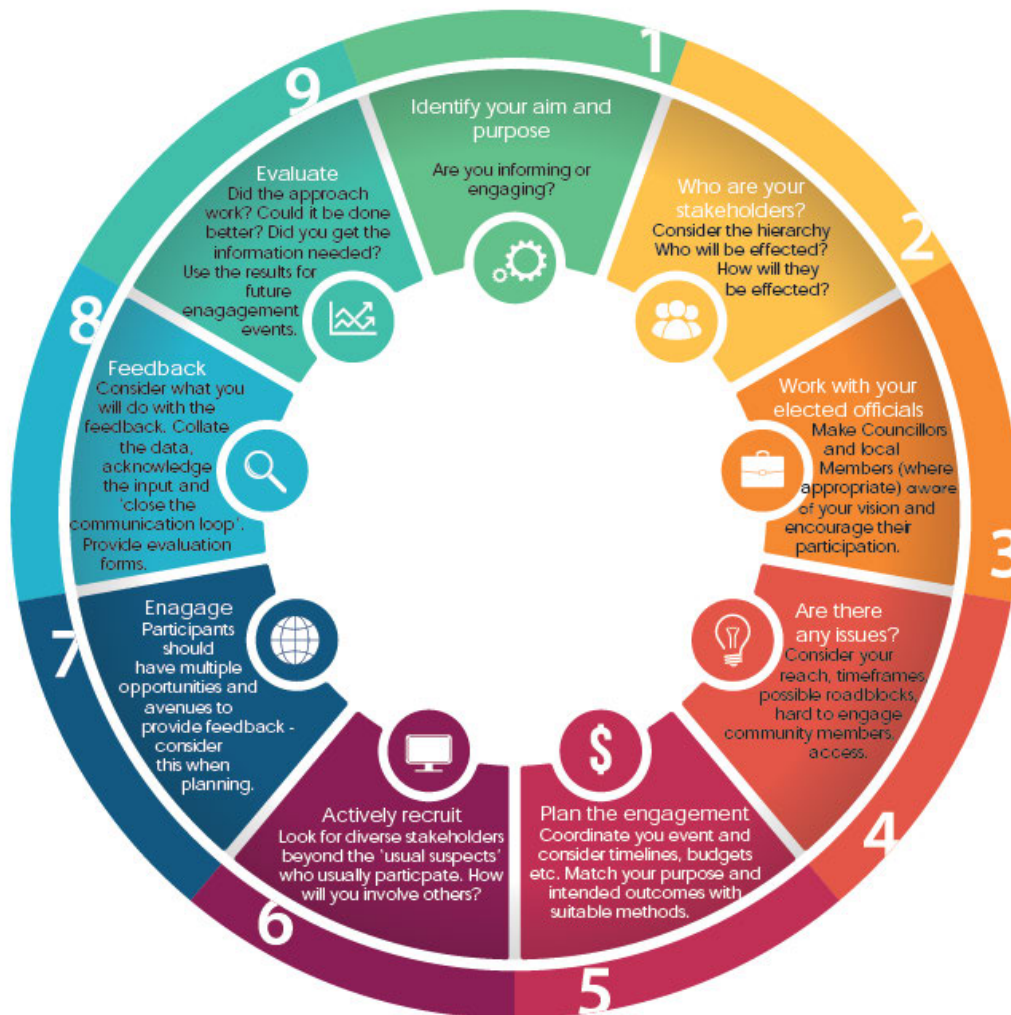 1
Identify your aim and
purpose
Are you informing or
engaging?
2
Who are your
stakeholders?
Consider the hierarchy
Who will be effected?
How will they
be effected?
3
Work with your
elected officials
Make Councillors
and local
Members (where
appropriate) aware
of your vision and
encourage their
participation.
4
Are there
any issues?
Consider your
reach, timeframes,
possible roadblocks,
hard to engage
community members,
access.
5
Plan the engagement
Coordinate you event and
consider timelines, budgets
etc. Match your purpose and
intended outcomes with
suitable methods.
6
Actively recruit
Look for diverse stakeholders
beyond the 'usual suspects'
who usually particpate. How
will you involve others?
7
Enagage
Participants
should
have multiple
opportunities and
avenues to
provide feedback -
consider
this when
planning.
8
Feedback
Consider what you
will do with the
feedback. Collate
the data,
acknowledge
the input and
'close the
communication loop'.
Provide evaluation
forms.
9
Evaluate
Did the approach
work? Could it be done
better? Did you get the
information needed?
Use the results for
future
enagagement
events.
$